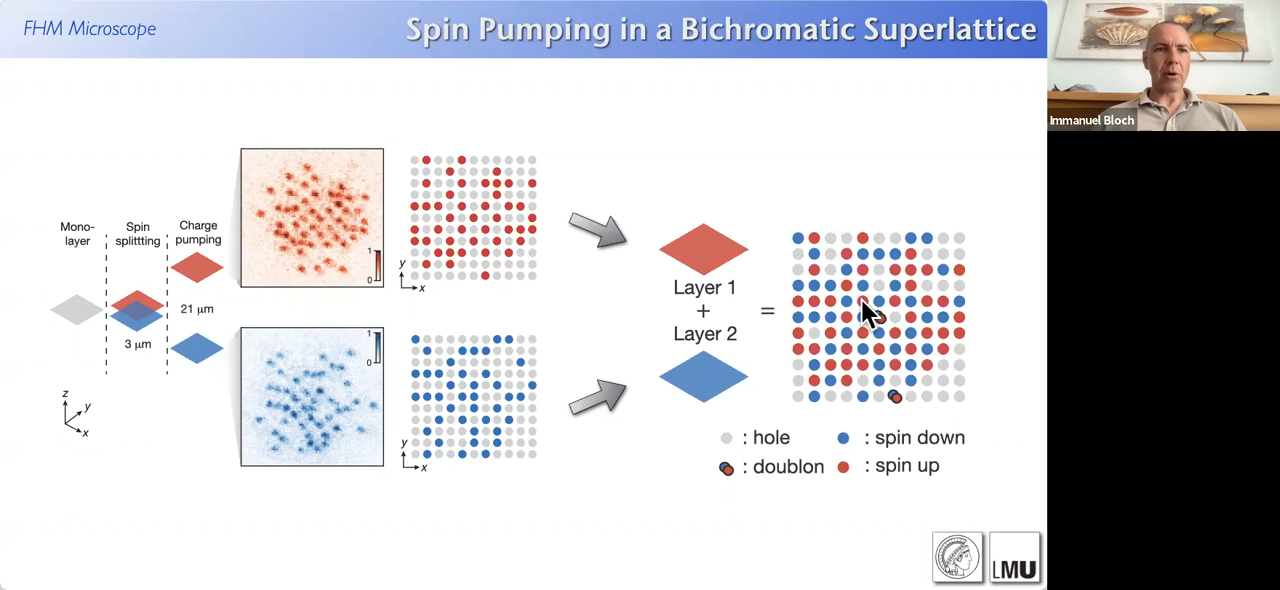 FHM Microscope
Spin Pumping in a Bichromatic Superlattice
Immanuel Bloch
Mono-
layer
Spin
splittting
Charge
pumping
21 μm
3 μm
z
y
x
1
0
y
x
1
0
y
x
Layer 1
+
Layer 2
=
: hole
: spin down
: doublon
: spin up
LMU